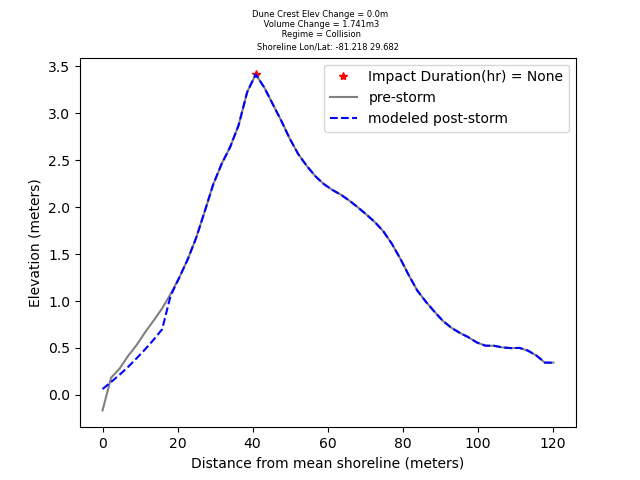 Dune Crest Elev Change = 0.0m
Volume Change = 1.741m3
Regime = Collision
Shoreline Lon/Lat: -81.218 29.682
Impact Duration(hr) = None
pre-storm
modeled post-storm
3.5
3.0
2.5
2.0
1.5
1.0
0.5
0.0
Elevation (meters)
0 20 40 60 80 100 120
Distance from mean shoreline (meters)